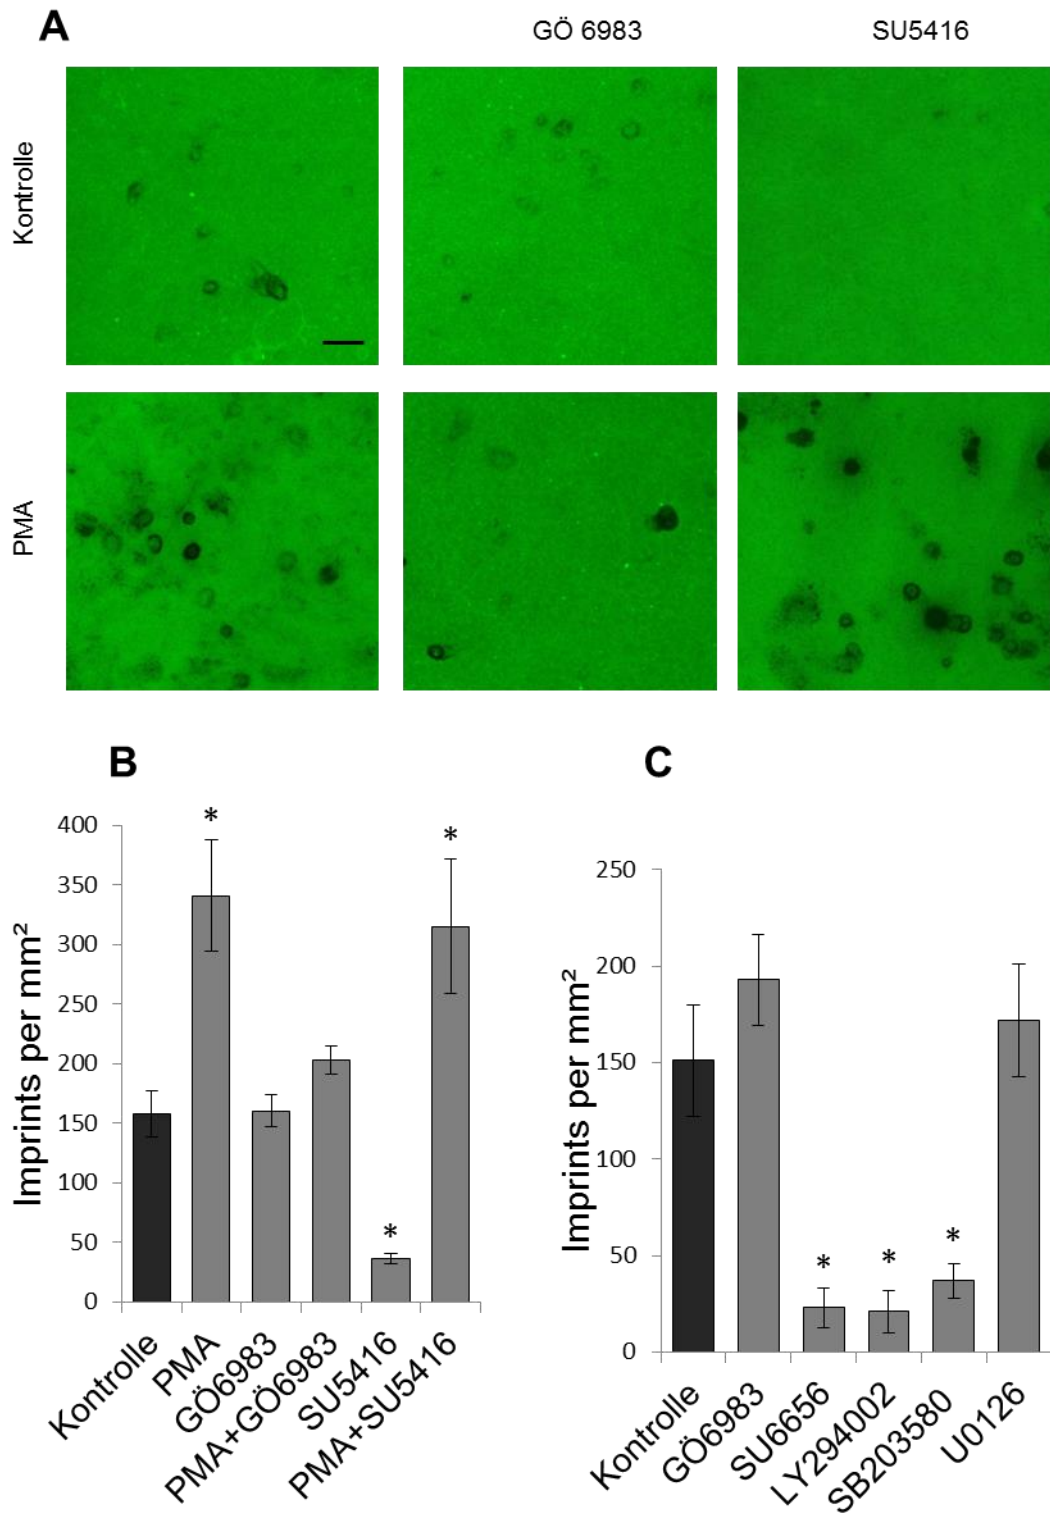 A
GÖ 6983
SU5416
Kontrolle
PMA
B
Imprints per mm²
400
350
300
250
200
150
100
50
0
*
*
*
Kontrolle
PMA
GÖ6983
PMA+GÖ6983
SU5416
PMA+SU5416
C
Imprints per mm²
250
200
150
100
50
0
*
*
*
Kontrolle
GÖ6983
SU6656
LY294002
SB203580
U0126